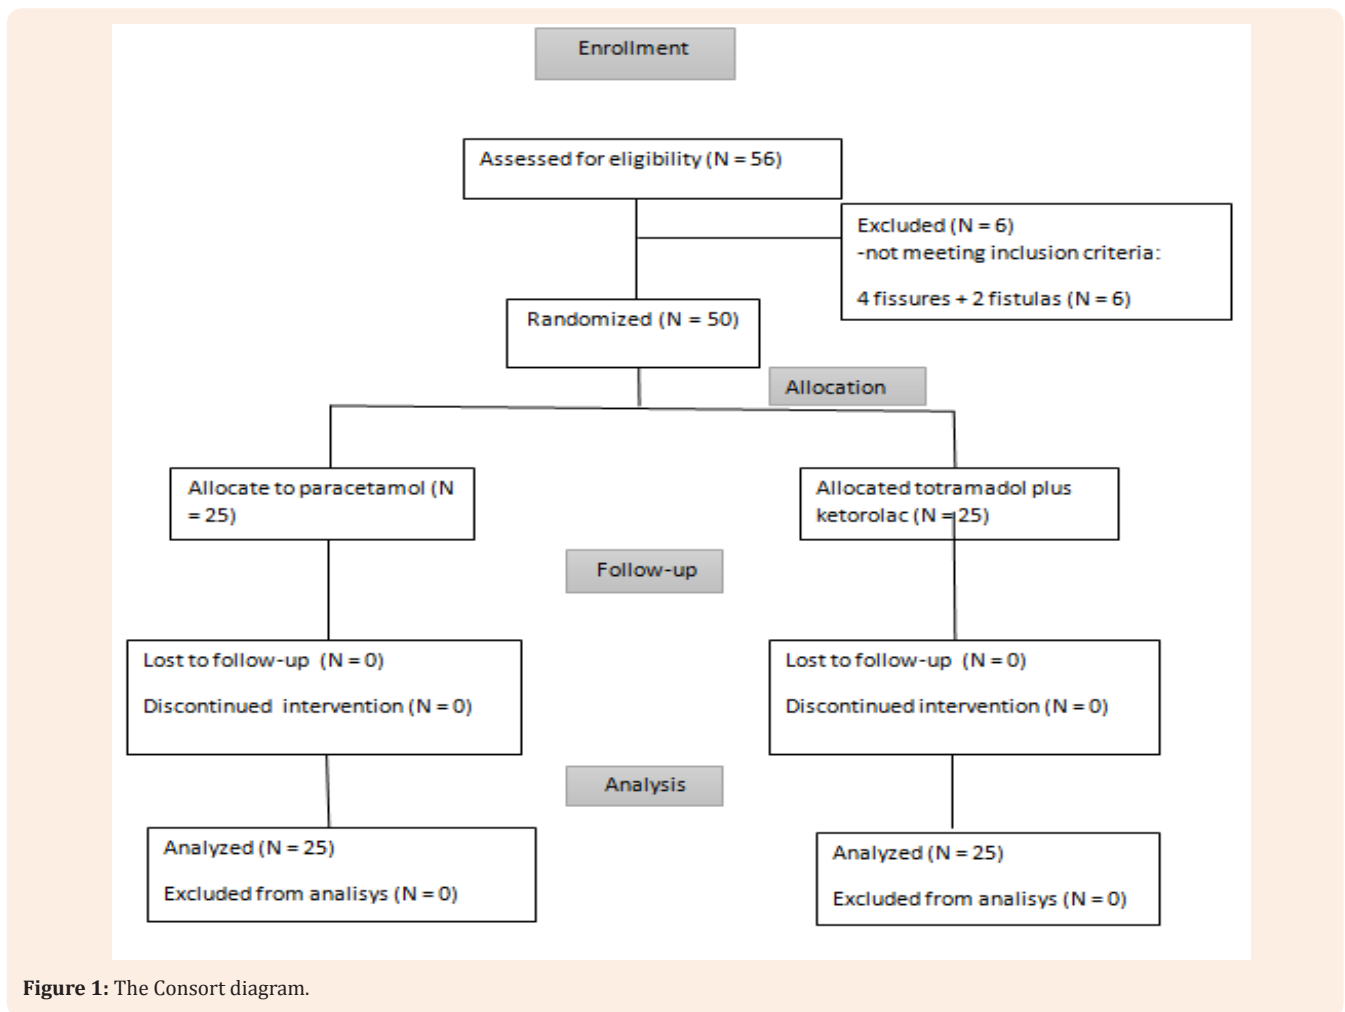 Enrollment
Assessed for eligibility (N = 56)
Excluded (N = 6)
-not meeting inclusion criteria:
4 fissures + 2 fistulas (N = 6)
Randomized (N = 50)
Allocation
Allocate to paracetamol (N
= 25)
Allocated totramadol plus
ketorolac (N = 25)
Follow-up
Lost to follow-up (N = 0)
Discontinued intervention (N = 0)
Lost to follow-up (N = 0)
Discontinued intervention (N = 0)
Analysis
Analyzed (N = 25)
Excluded from analisys (N = 0)
Analyzed (N = 25)
Excluded from analisys (N = 0)
Figure 1: The Consort diagram.